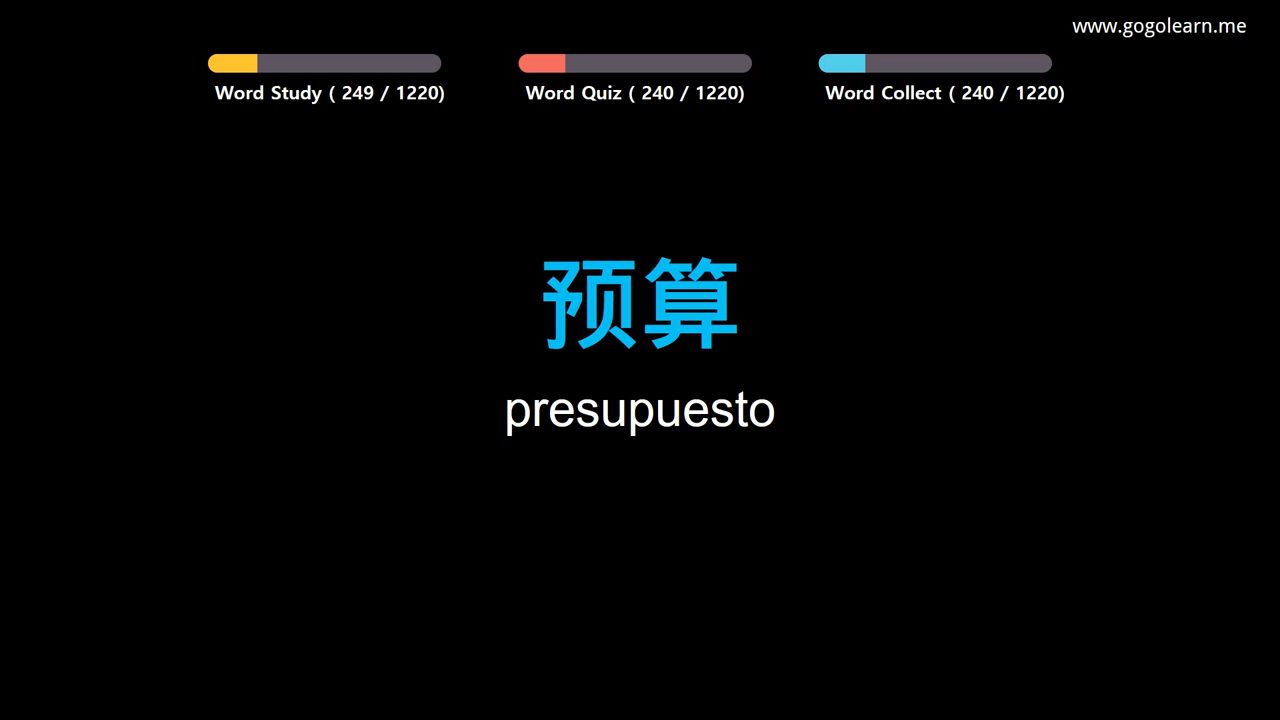 www.gogolearn.me
Word Study ( 249 / 1220)
Word Quiz ( 240 / 1220)
Word Collect ( 240 / 1220)
预算
presupuesto